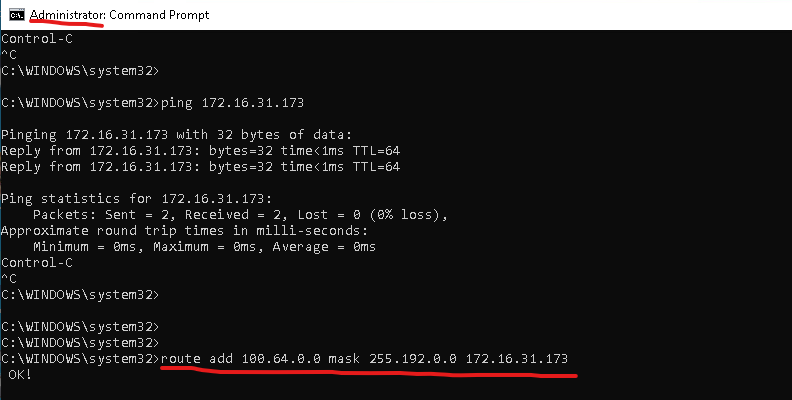 Administrator: Command Prompt
Control-C
^C
C:\WINDOWS\system32>
C:\WINDOWS\system32>ping 172.16.31.173
Pinging 172.16.31.173 with 32 bytes of data:
Reply from 172.16.31.173: bytes=32 time<1ms TTL=64
Reply from 172.16.31.173: bytes=32 time<1ms TTL=64
Ping statistics for 172.16.31.173:
    Packets: Sent = 2, Received = 2, Lost = 0 (0% loss),
Approximate round trip times in milli-seconds:
    Minimum = 0ms, Maximum = 0ms, Average = 0ms
Control-C
^C
C:\WINDOWS\system32>
C:\WINDOWS\system32>
C:\WINDOWS\system32>
C:\WINDOWS\system32>route add 100.64.0.0 mask 255.192.0.0 172.16.31.173
 OK!